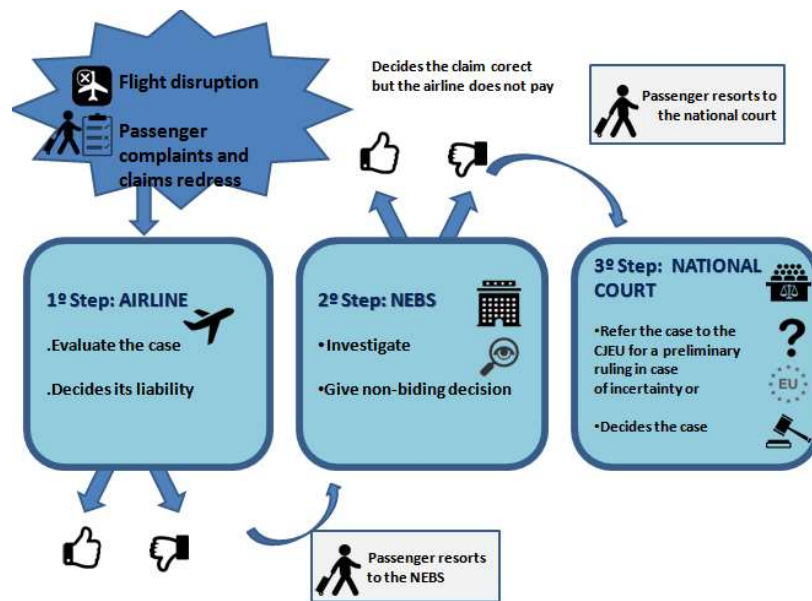 Flight disruption
Passenger
complaints and
claims redress
Decides the claim corect
but the airline does not pay
Passenger resorts to
the national court
1º Step: AIRLINE
.Evaluate the case
.Decides its liability
2º Step: NEBS
•Investigate
•Give non-biding decision
3º Step: NATIONAL
COURT
•Refer the case to the
CJEU for a preliminary
ruling in case
of incertainty or
•Decides the case
?
EU
Passenger resorts
to the NEBS